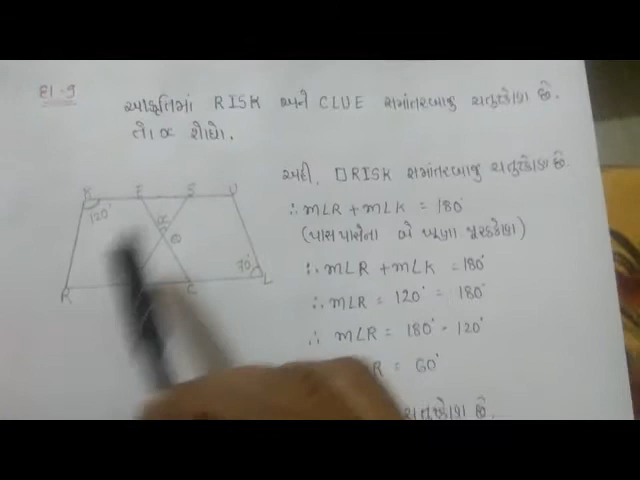 દા-૭
આકૃતિમાં RISK અને CLUE સમાંતરબાજુ ચતુષ્કોણ છે.
તો ∝ શોધો.
અહીં, □RISK સમાંતરબાજુ ચતુષ્કોણ છે.
∴ m∠R + m∠K = 180°
(પાસપાસેના બે ખૂણા પૂરકકોણ)
∴ m∠R + m∠K = 180°
∴ m∠R = 120° = 180°
∴ m∠R = 180° - 120°
R = 60°
ચતુષ્કોણ છે.
K E S U
120° ∝
70°
R C L